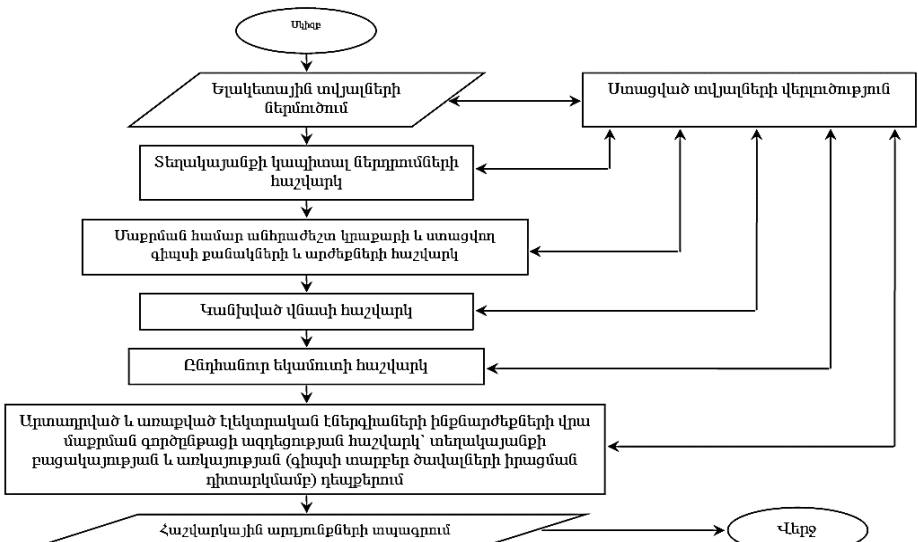 Սկիզբ
Ելակետային տվյալների
ներմուծում
Ստացված տվյալների վերլուծություն
Տեղակայանքի կապիտալ ներդրումների
հաշվարկ
Մաքրման համար անհրաժեշտ կրաքարի և ստացվող
գիպսի քանակների և արժեքների հաշվարկ
Կանխված վնասի հաշվարկ
Ընդհանուր եկամուտի հաշվարկ
Արտադրված և առաքված էլեկտրական էներգիաների ինքնարժեքների վրա
մաքրման գործընթացի ազդեցության հաշվարկ՝ տեղակայանքի
բացակայության և առկայության (գիպսի տարբեր ծավալների իրացման
դիտարկմամբ) դեպքերում
Հաշվարկային արդյունքների տպագրում
Վերջ